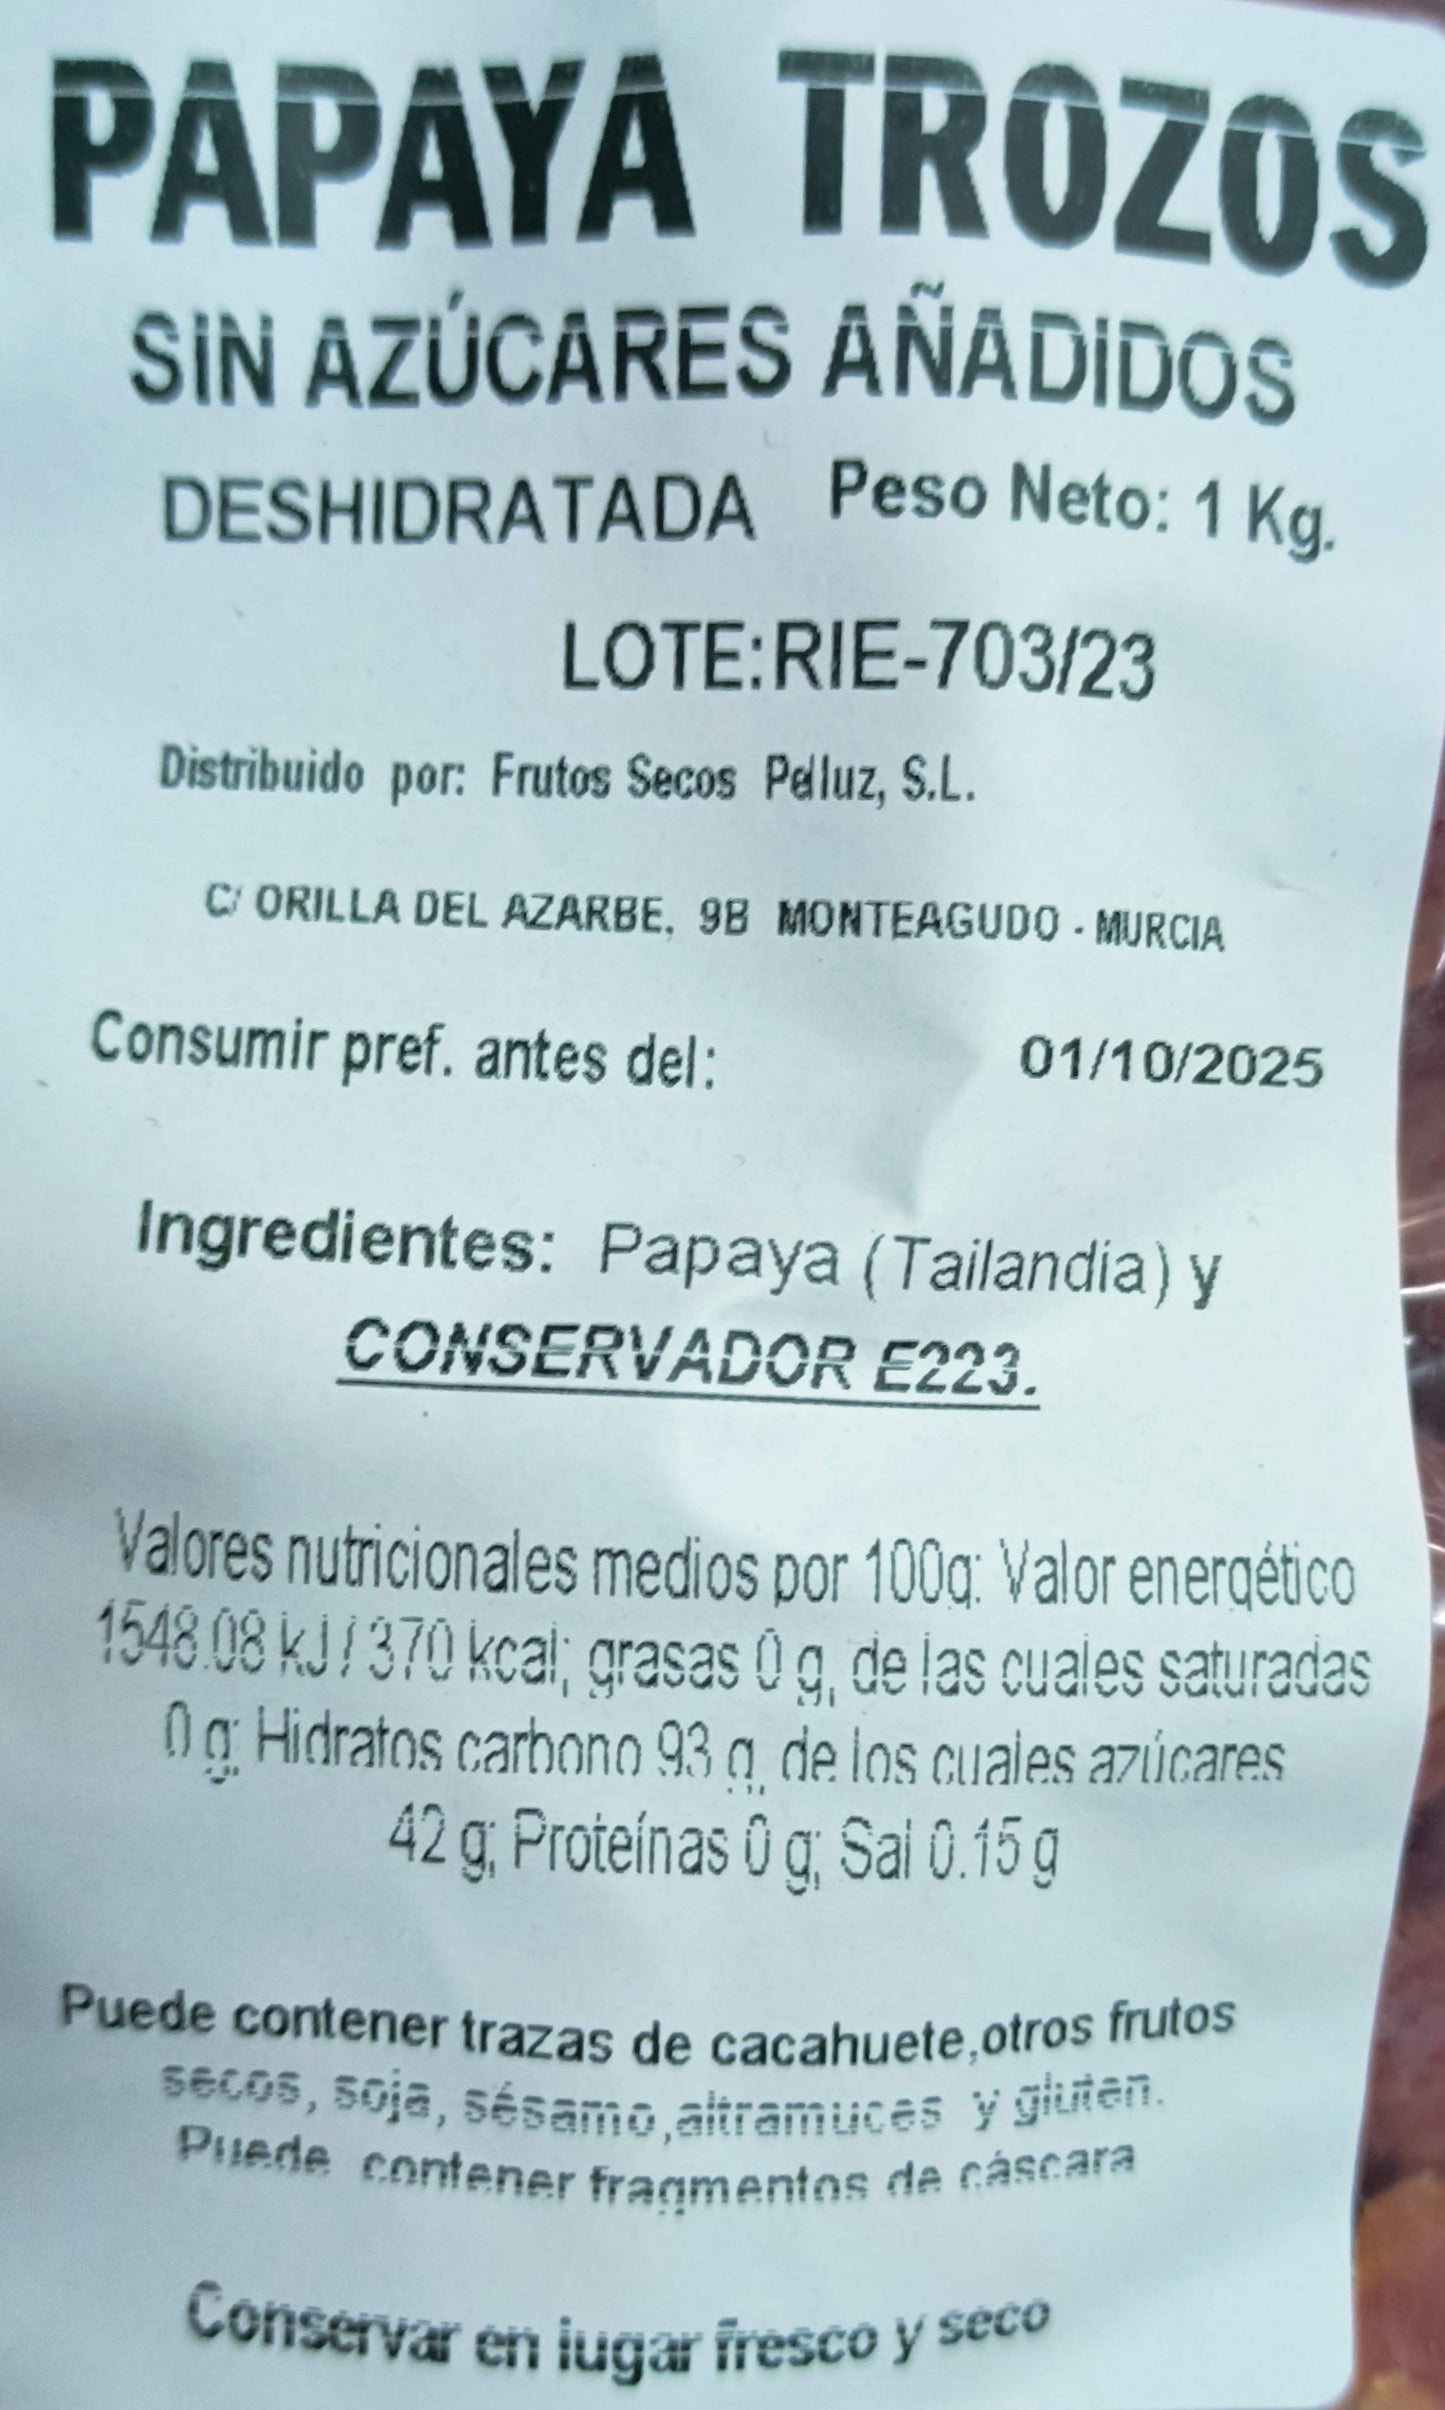 PAPAYA TROZOS
SIN AZÚCARES AÑADIDOS
DESHIDRATADA Peso Neto: 1 Kg.
LOTE:RIE-703/23
Distribuido por: Frutos Secos Pelluz, S.L.
C/ ORILLA DEL AZARBE, 9B MONTEAGUDO - MURCIA
Consumir pref. antes del: 01/10/2025
Ingredientes: Papaya (Tailandia) y
CONSERVADOR E223.
Valores nutricionales medios por 100g: Valor energético
1548.08 kJ / 370 kcal; grasas 0 g, de las cuales saturadas
0 g; Hidratos carbono 93 g, de los cuales azúcares
42 g; Proteínas 0 g; Sal 0.15 g
Puede contener trazas de cacahuete,otros frutos
secos, soja, sésamo,altramuces y gluten.
Puede contener fragmentos de cáscara
Conservar en lugar fresco y seco